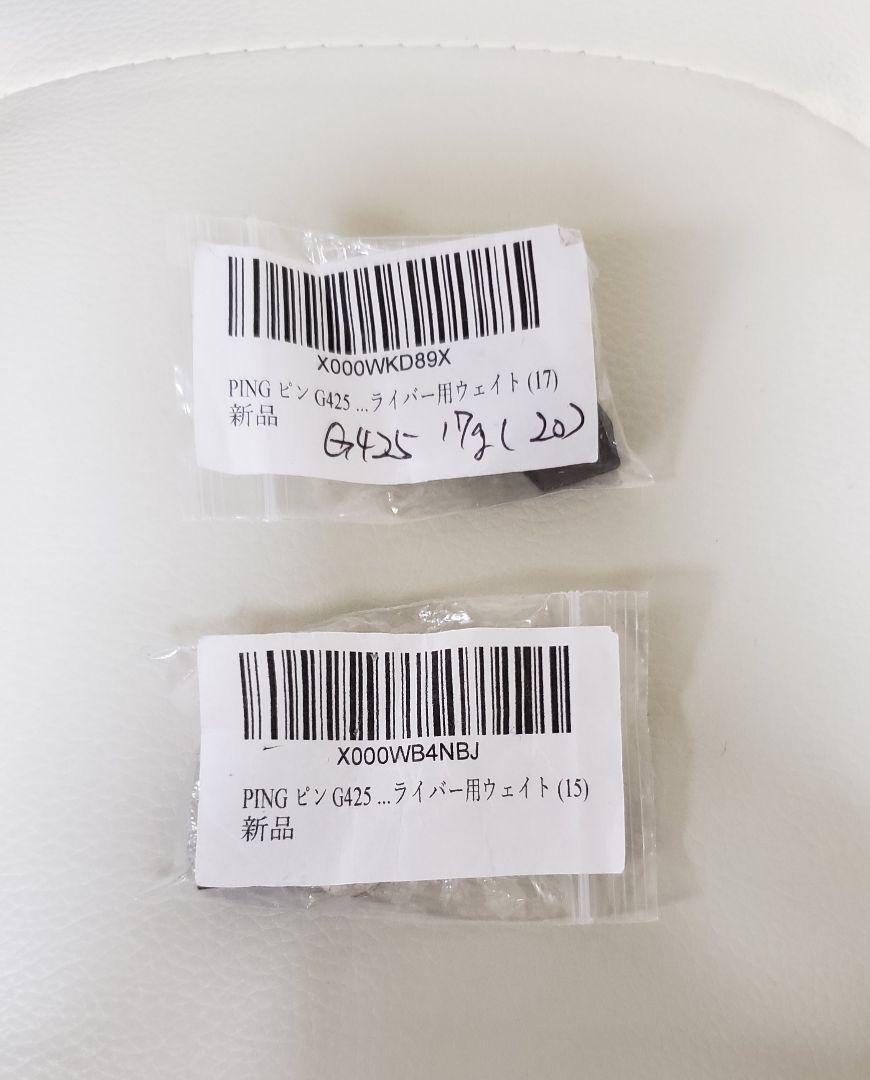 X000WKD89X
PING ピン G425 ...ライバー用ウェイト (17)
新品
G425 17g (20)
X000WB4NBJ
PING ピン G425 ...ライバー用ウェイト (15)
新品